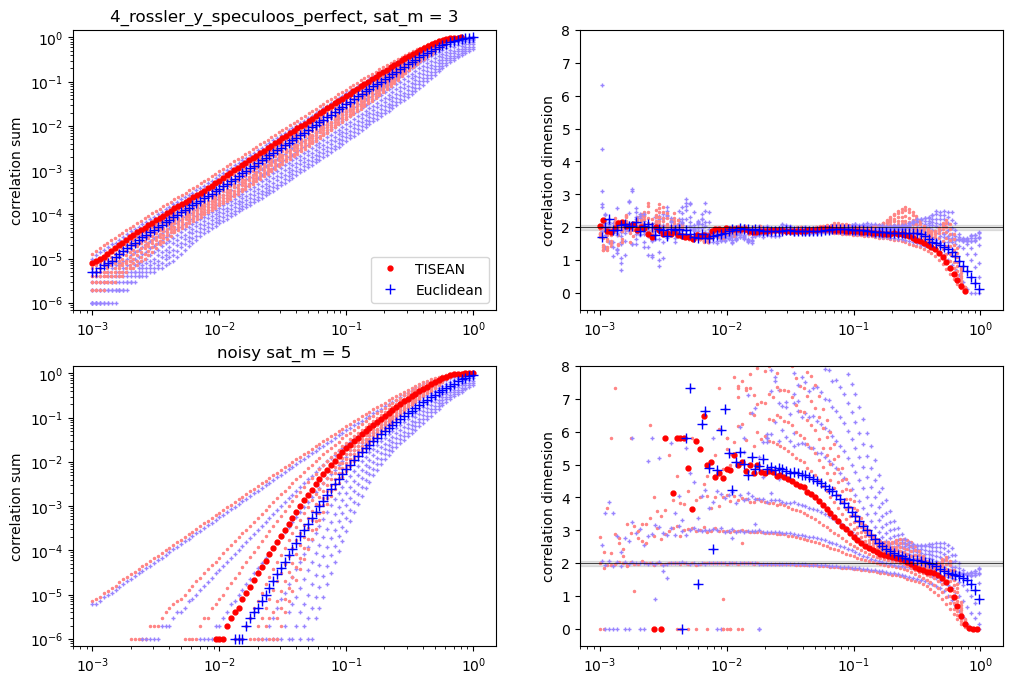 4_rossler_y_speculoos_perfect, sat_m = 3
correlation sum
10⁰
10⁻¹
10⁻²
10⁻³
10⁻⁴
10⁻⁵
10⁻⁶
TISEAN
Euclidean
10⁻³ 10⁻² 10⁻¹ 10⁰
correlation dimension
8
7
6
5
4
3
2
1
0
10⁻³ 10⁻² 10⁻¹ 10⁰
noisy sat_m = 5
correlation sum
10⁰
10⁻¹
10⁻²
10⁻³
10⁻⁴
10⁻⁵
10⁻⁶
10⁻³ 10⁻² 10⁻¹ 10⁰
correlation dimension
8
7
6
5
4
3
2
1
0
10⁻³ 10⁻² 10⁻¹ 10⁰